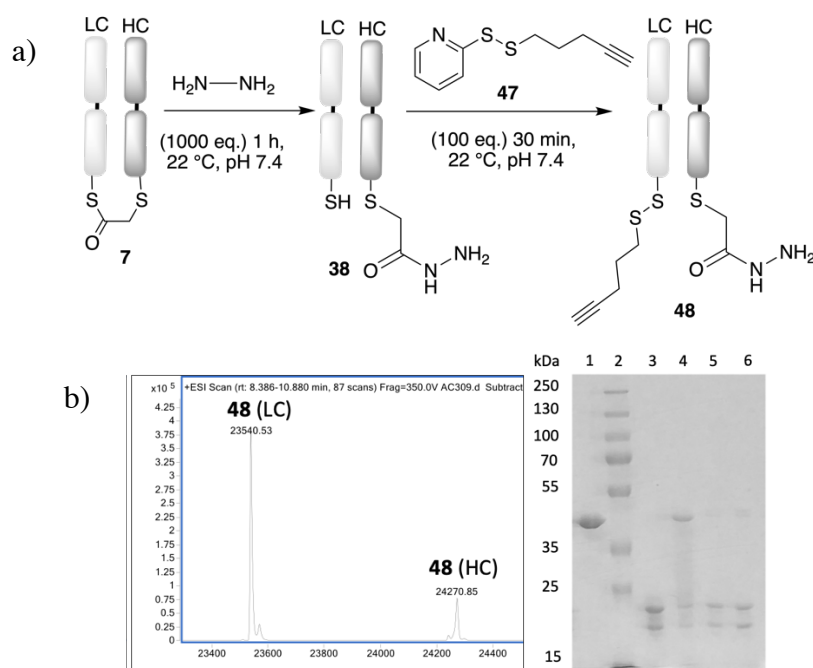 a)
LC HC
H₂N—NH₂
(1000 eq.) 1 h,
22 °C, pH 7.4
S S
O
7
LC HC
SH S
O N NH₂
H
38
N S S
47
(100 eq.) 30 min,
22 °C, pH 7.4
LC HC
S S
S
O N NH₂
H
48
b)
x10 ⁵ +ESI Scan (rt: 8.386-10.880 min, 87 scans) Frag=350.0V AC309.d Subtract
48 (LC)
23540.53
48 (HC)
24270.85
4.25
4
3.75
3.5
3.25
3
2.75
2.5
2.25
2
1.75
1.5
1.25
1
0.75
0.5
0.25
0
23400 23600 23800 24000 24200 24400
kDa 1 2 3 4 5 6
250
130
100
70
55
35
25
15